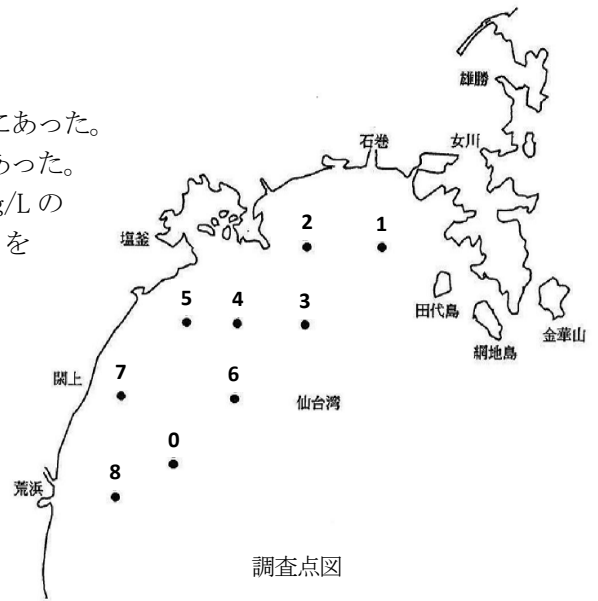 雄勝
にあった。
石巻
女川
あった。
g/L の
2
1
塩釜
を
5
4
3
田代島
金華山
網地島
7
閖上
6
仙台湾
0
8
荒浜
調査点図